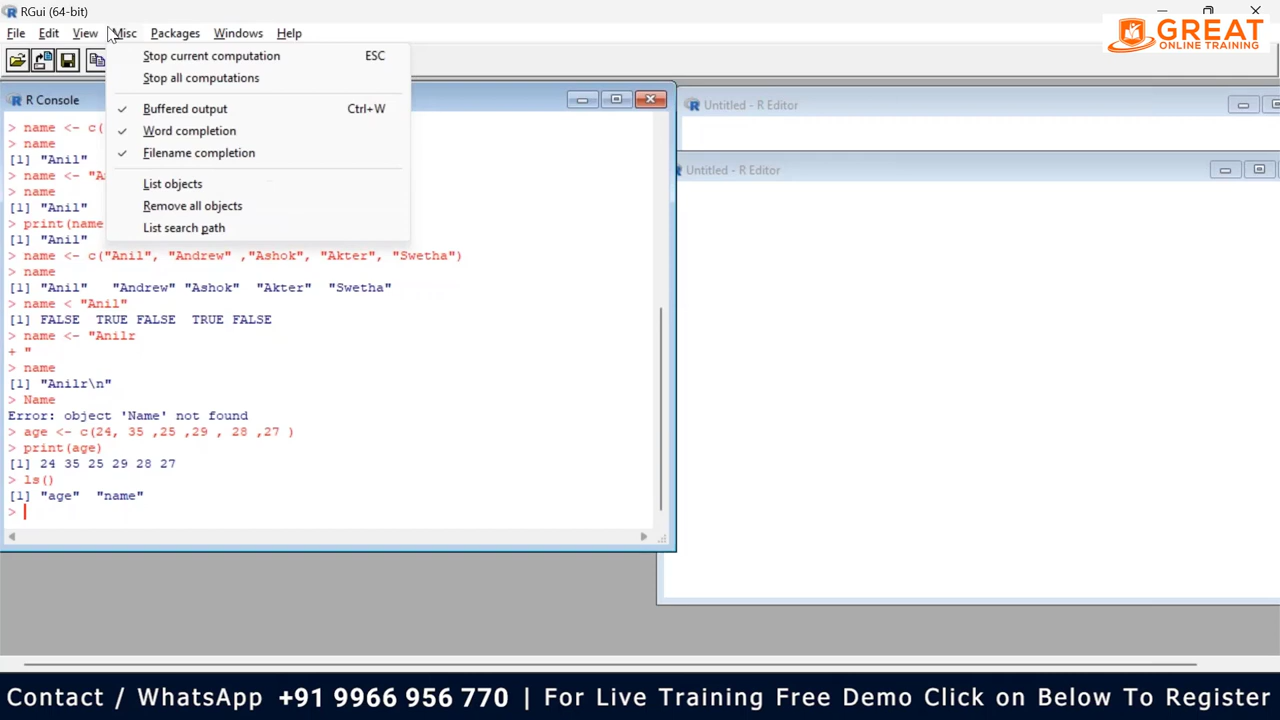 RGui (64-bit)
File Edit View Misc Packages Windows Help
GREAT
ONLINE TRAINING
Stop current computation ESC
Stop all computations
Buffered output Ctrl+W
Word completion
Filename completion
List objects
Remove all objects
List search path
R Console
> name <- c(
> name
[1] "Anil"
> name <- "A
> name
[1] "Anil"
> print(name
[1] "Anil"
> name <- c("Anil", "Andrew" ,"Ashok", "Akter", "Swetha")
> name
[1] "Anil"   "Andrew" "Ashok"  "Akter"  "Swetha"
> name < "Anil"
[1] FALSE  TRUE FALSE  TRUE FALSE
> name <- "Anilr
+ "
> name
[1] "Anilr\n"
> Name
Error: object 'Name' not found
> age <- c(24, 35 ,25 ,29 , 28 ,27 )
> print(age)
[1] 24 35 25 29 28 27
> ls()
[1] "age"  "name"
>
Untitled - R Editor
Untitled - R Editor
Contact / WhatsApp +91 9966 956 770 | For Live Training Free Demo Click on Below To Register